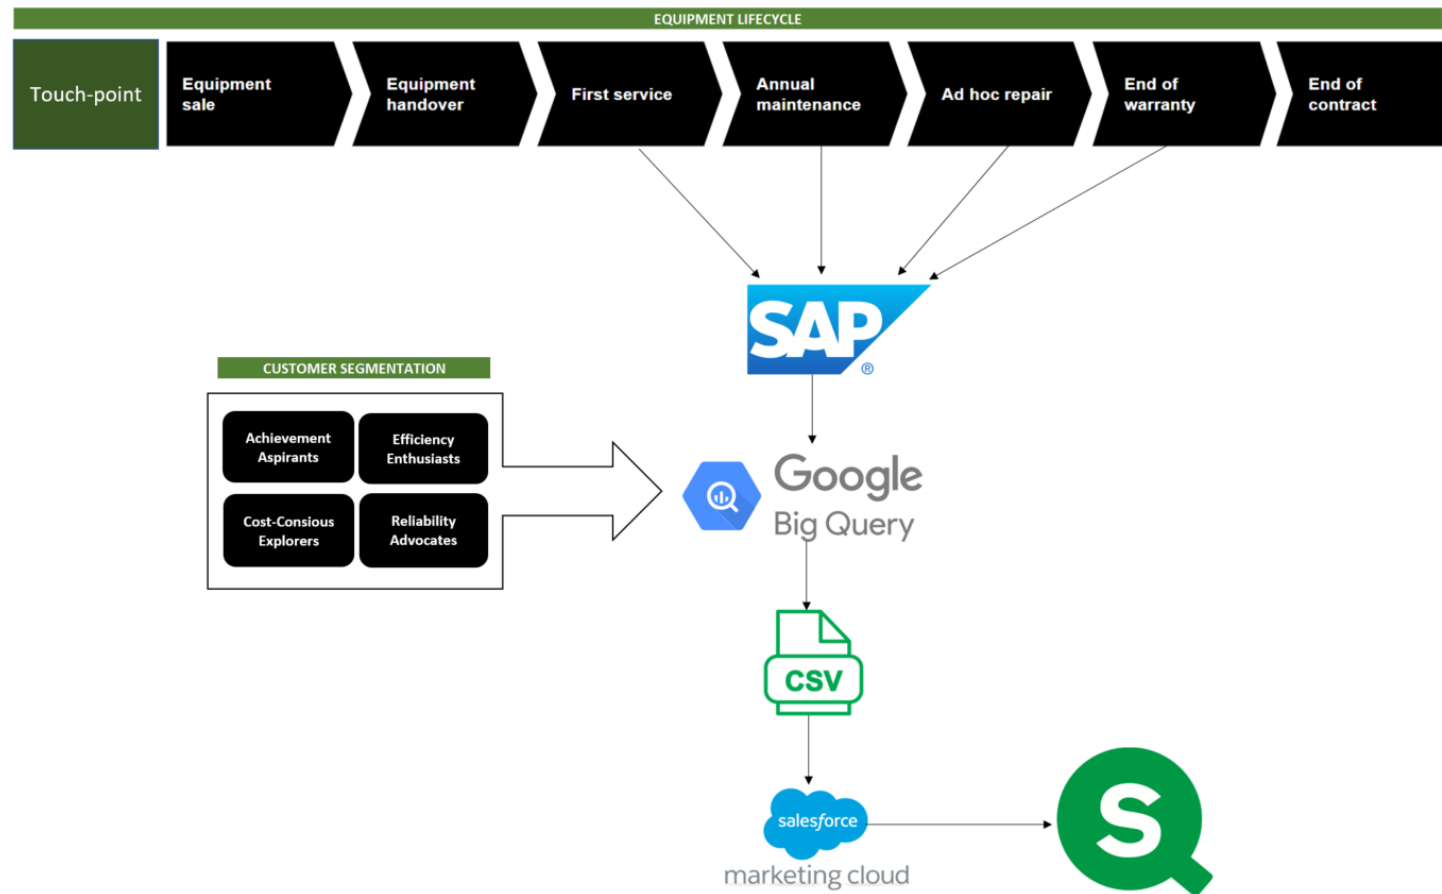 EQUIPMENT LIFECYCLE
Touch-point
Equipment
sale
Equipment
handover
First service
Annual
maintenance
Ad hoc repair
End of
warranty
End of
contract
SAP
®
CUSTOMER SEGMENTATION
Achievement
Aspirants
Efficiency
Enthusiasts
Cost-Consious
Explorers
Reliability
Advocates
Google
Big Query
CSV
salesforce
marketing cloud
S